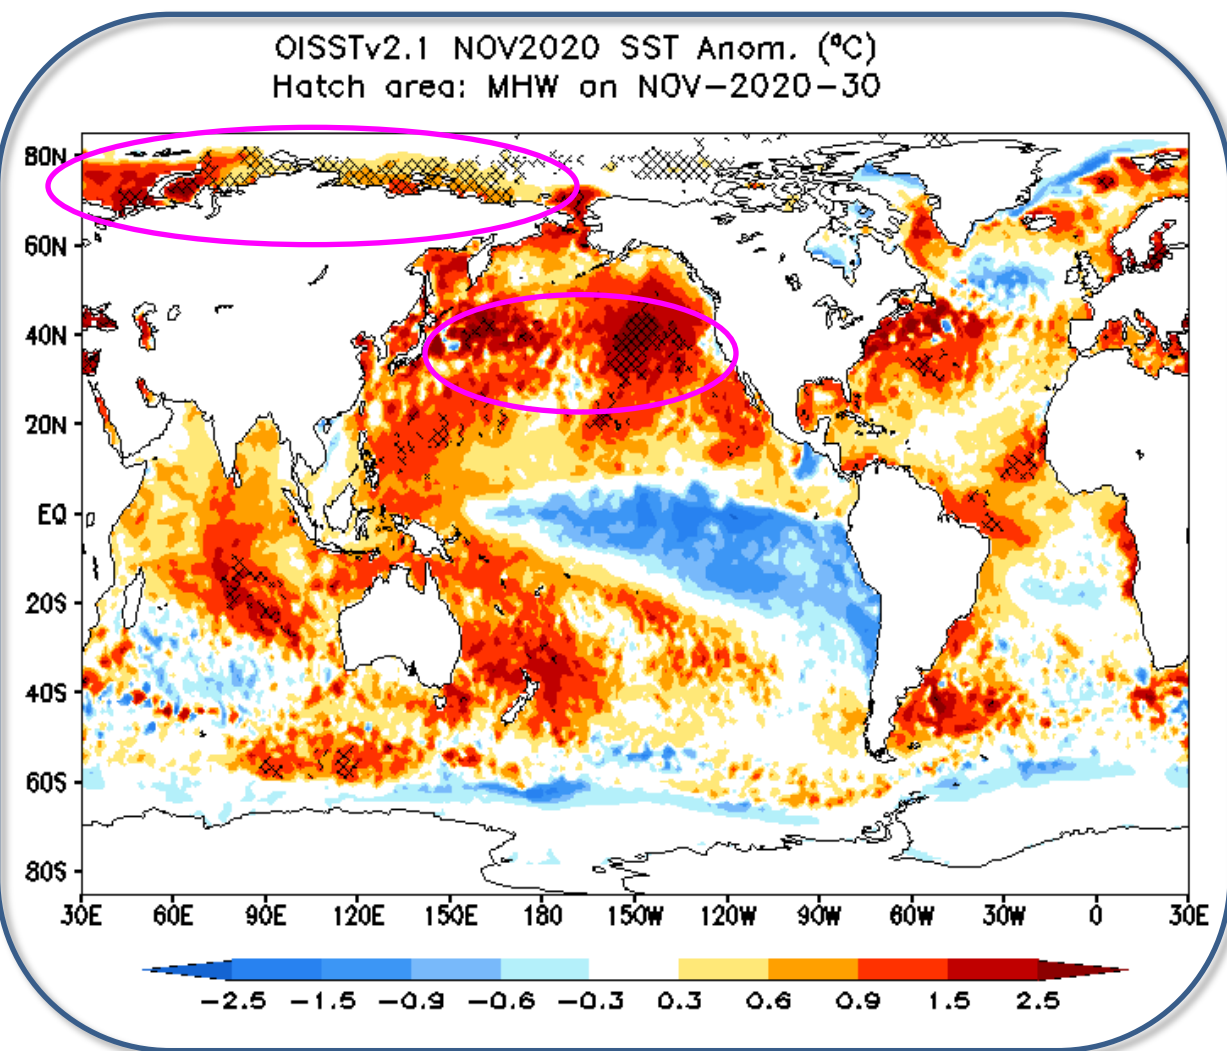 OISSTv2.1 NOV2020 SST Anom. (°C)
Hatch area: MHW on NOV-2020-30
80N
60N
40N
20N
EQ
20S
40S
60S
80S
30E 60E 90E 120E 150E 180 150W 120W 90W 60W 30W 0 30E
-2.5 -1.5 -0.9 -0.6 -0.3 0.3 0.6 0.9 1.5 2.5